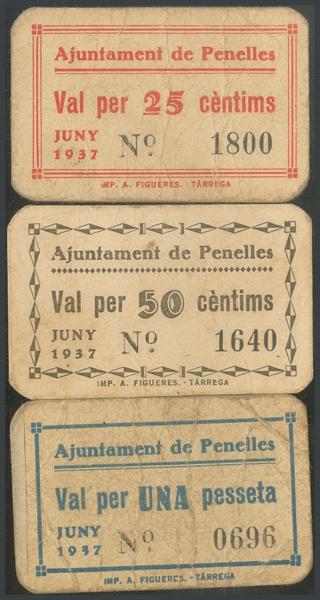 Ajuntament de Penelles
Val per 25 cèntims
JUNY
1937 Nº 1800
IMP. A. FIGUERES. - TÀRREGA
Ajuntament de Penelles
Val per 50 cèntims
JUNY
1937 Nº 1640
IMP. A. FIGUERES. - TÀRREGA
Ajuntament de Penelles
Val per UNA pesseta
JUNY
1937 Nº 0696
IMP. A. FIGUERES. - TÀRREGA